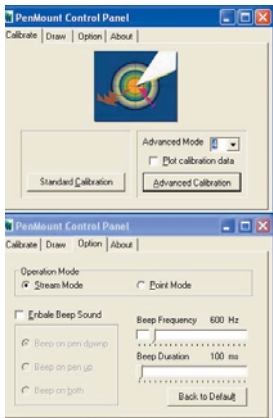 PenMount Control Panel
Calibrate Draw Option About
Advanced Mode 4
Plot calibration data
Standard Calibration Advanced Calibration
PenMount Control Panel
Calibrate Draw Option About
Operation Mode
Stream Mode Point Mode
Enbale Beep Sound Beep Frequency 600 Hz
Beep on pen down
Beep Duration 100 ms
Beep on pen up
Beep on both
Back to Default